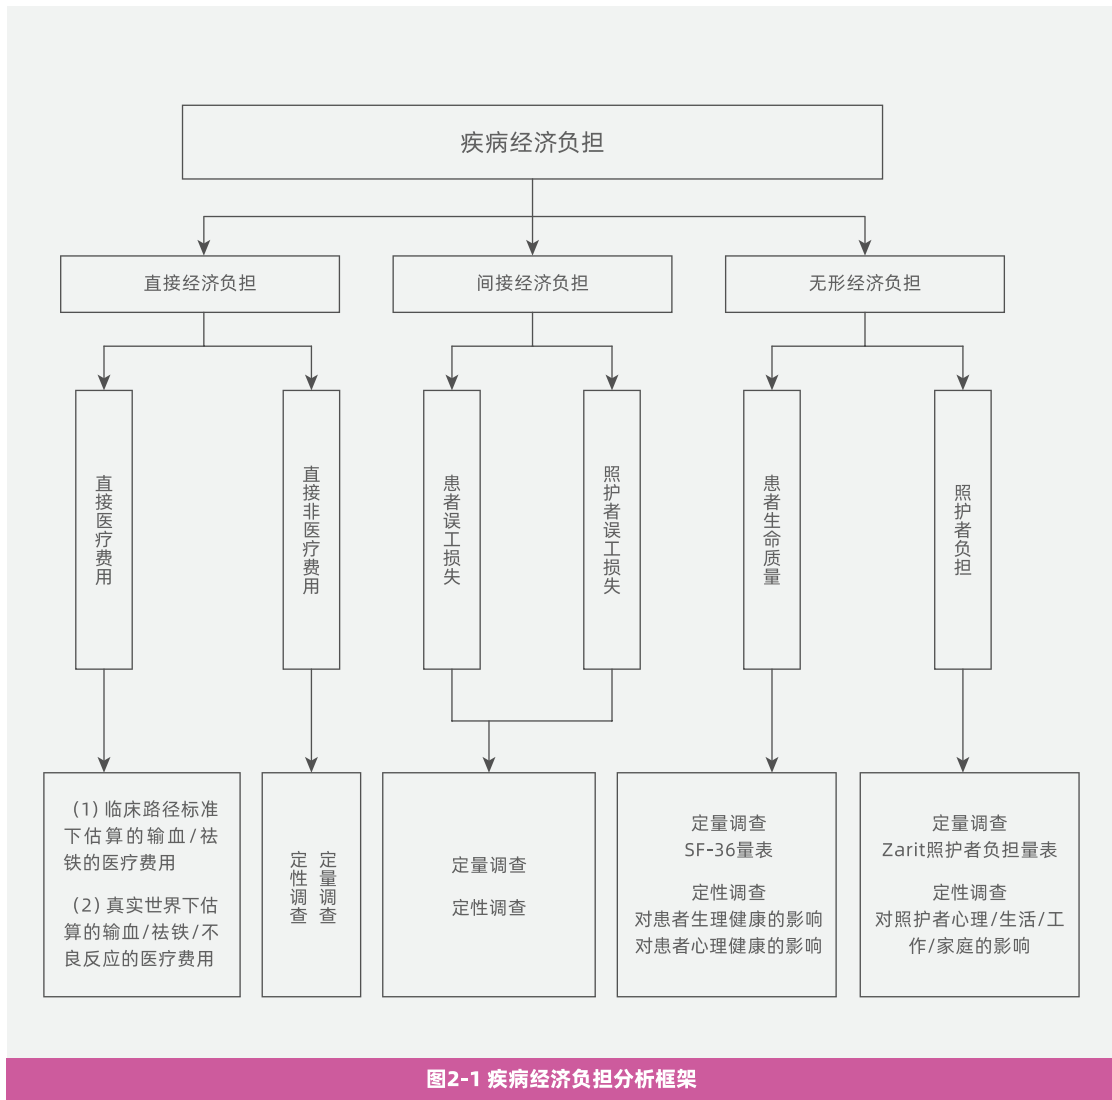 疾病经济负担
直接经济负担
间接经济负担
无形经济负担
直接医疗费用
直接非医疗费用
患者误工损失
照护者误工损失
患者生命质量
照护者负担
（1）临床路径标准
下估算的输血/祛
铁的医疗费用
（2）真实世界下估
算的输血/祛铁/不
良反应的医疗费用
定量调查
定性调查
定量调查
定性调查
定量调查
SF-36量表
定性调查
对患者生理健康的影响
对患者心理健康的影响
定量调查
Zarit照护者负担量表
定性调查
对照护者心理/生活/工
作/家庭的影响
图2-1 疾病经济负担分析框架